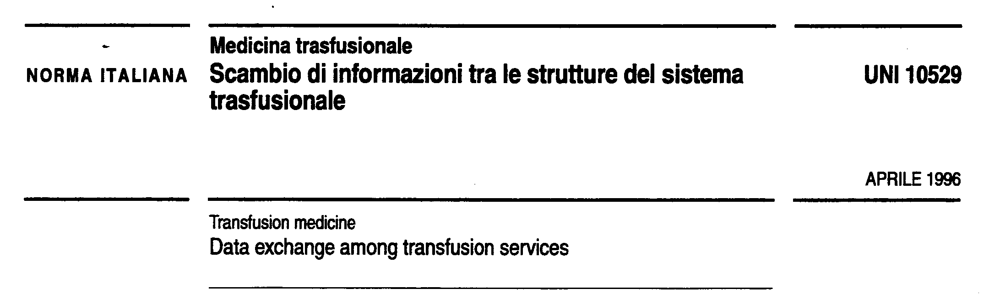 Medicina trasfusionale
NORMA ITALIANA
Scambio di informazioni tra le strutture del sistema
trasfusionale
UNI 10529
APRILE 1996
Transfusion medicine
Data exchange among transfusion services